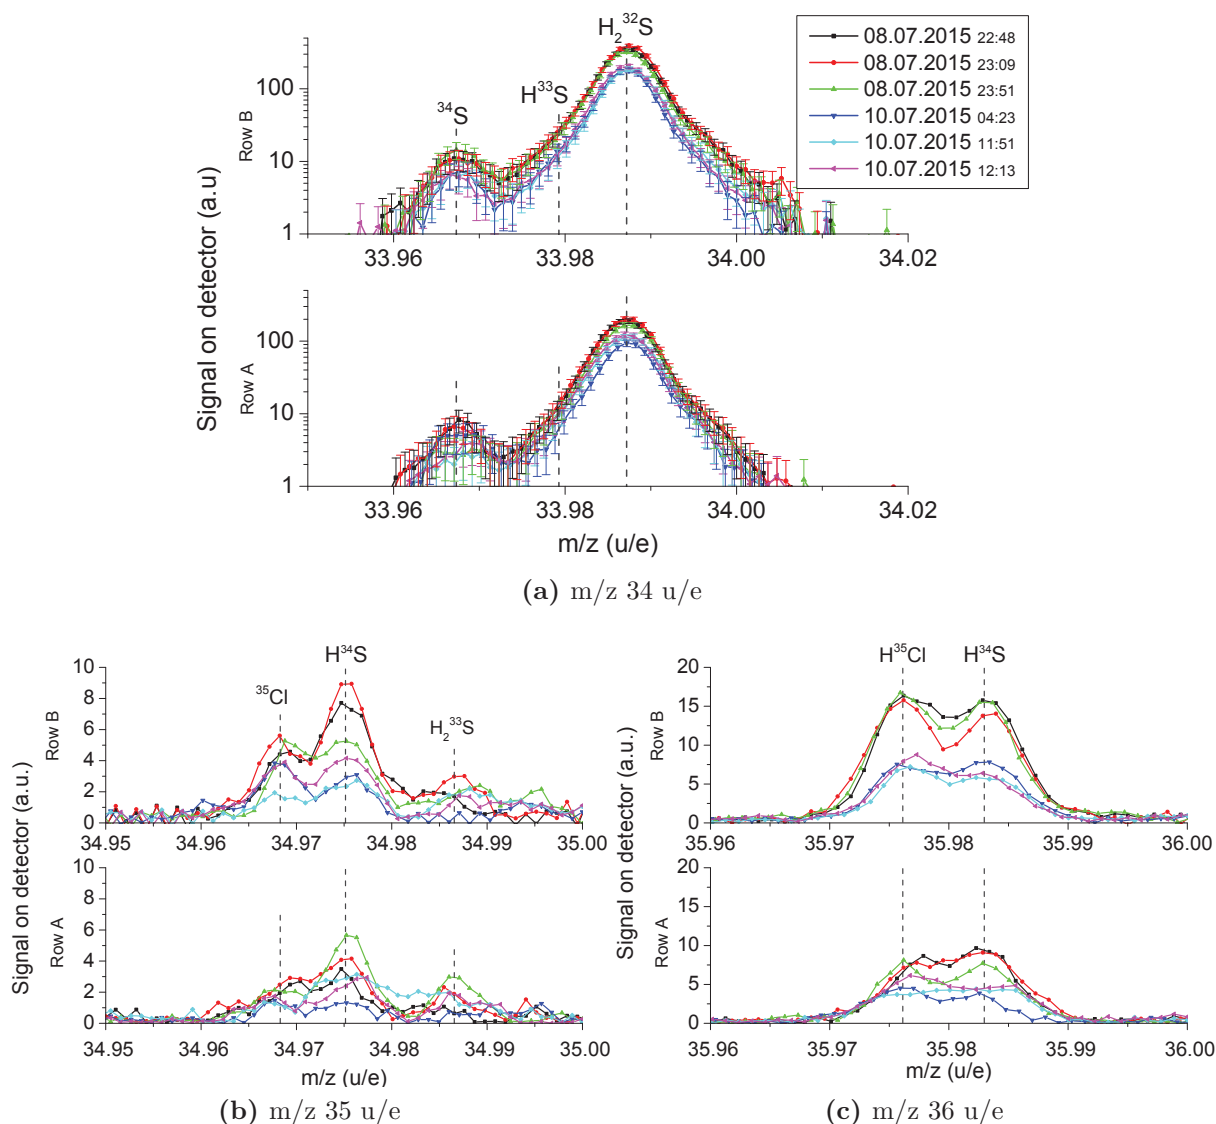 H₂³²S
H³³S
³⁴S
08.07.2015 22:48
08.07.2015 23:09
08.07.2015 23:51
10.07.2015 04:23
10.07.2015 11:51
10.07.2015 12:13
Signal on detector (a.u)
Row B
100
10
1
33.96 33.98 34.00 34.02
Row A
100
10
1
33.96 33.98 34.00 34.02
m/z (u/e)
(a) m/z 34 u/e
Signal on detector (a.u.)
Row B
10
8
6
4
2
0
³⁵Cl
H³⁴S
H₂³³S
34.95 34.96 34.97 34.98 34.99 35.00
Row A
10
8
6
4
2
0
34.95 34.96 34.97 34.98 34.99 35.00
m/z (u/e)
(b) m/z 35 u/e
Signal on detector (a.u.)
Row B
20
15
10
5
0
H³⁵Cl
H³⁴S
35.96 35.97 35.98 35.99 36.00
Row A
20
15
10
5
0
35.96 35.97 35.98 35.99 36.00
m/z (u/e)
(c) m/z 36 u/e